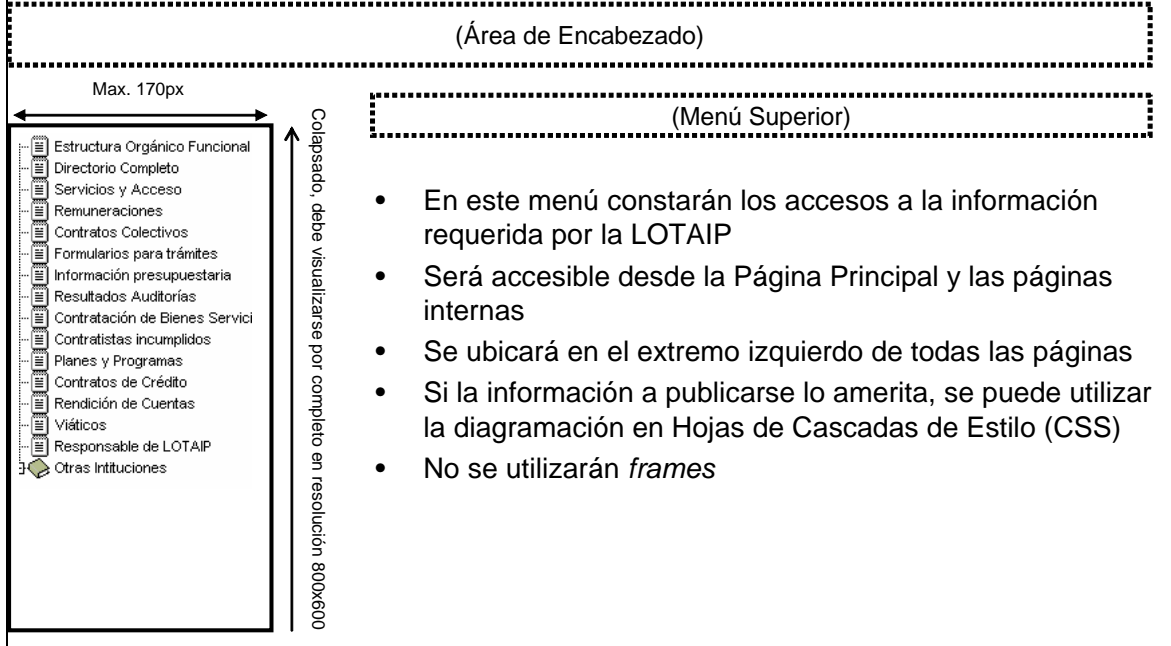 (Área de Encabezado)
Max. 170px
Estructura Orgánico Funcional
Directorio Completo
Servicios y Acceso
Remuneraciones
Contratos Colectivos
Formularios para trámites
Información presupuestaria
Resultados Auditorías
Contratación de Bienes Servici
Contratistas incumplidos
Planes y Programas
Contratos de Crédito
Rendición de Cuentas
Viáticos
Responsable de LOTAIP
Otras Intituciones
Colapsado, debe visualizarse por completo en resolución 800x600
(Menú Superior)
• En este menú constarán los accesos a la información
requerida por la LOTAIP
• Será accesible desde la Página Principal y las páginas
internas
• Se ubicará en el extremo izquierdo de todas las páginas
• Si la información a publicarse lo amerita, se puede utilizar
la diagramación en Hojas de Cascadas de Estilo (CSS)
• No se utilizarán frames